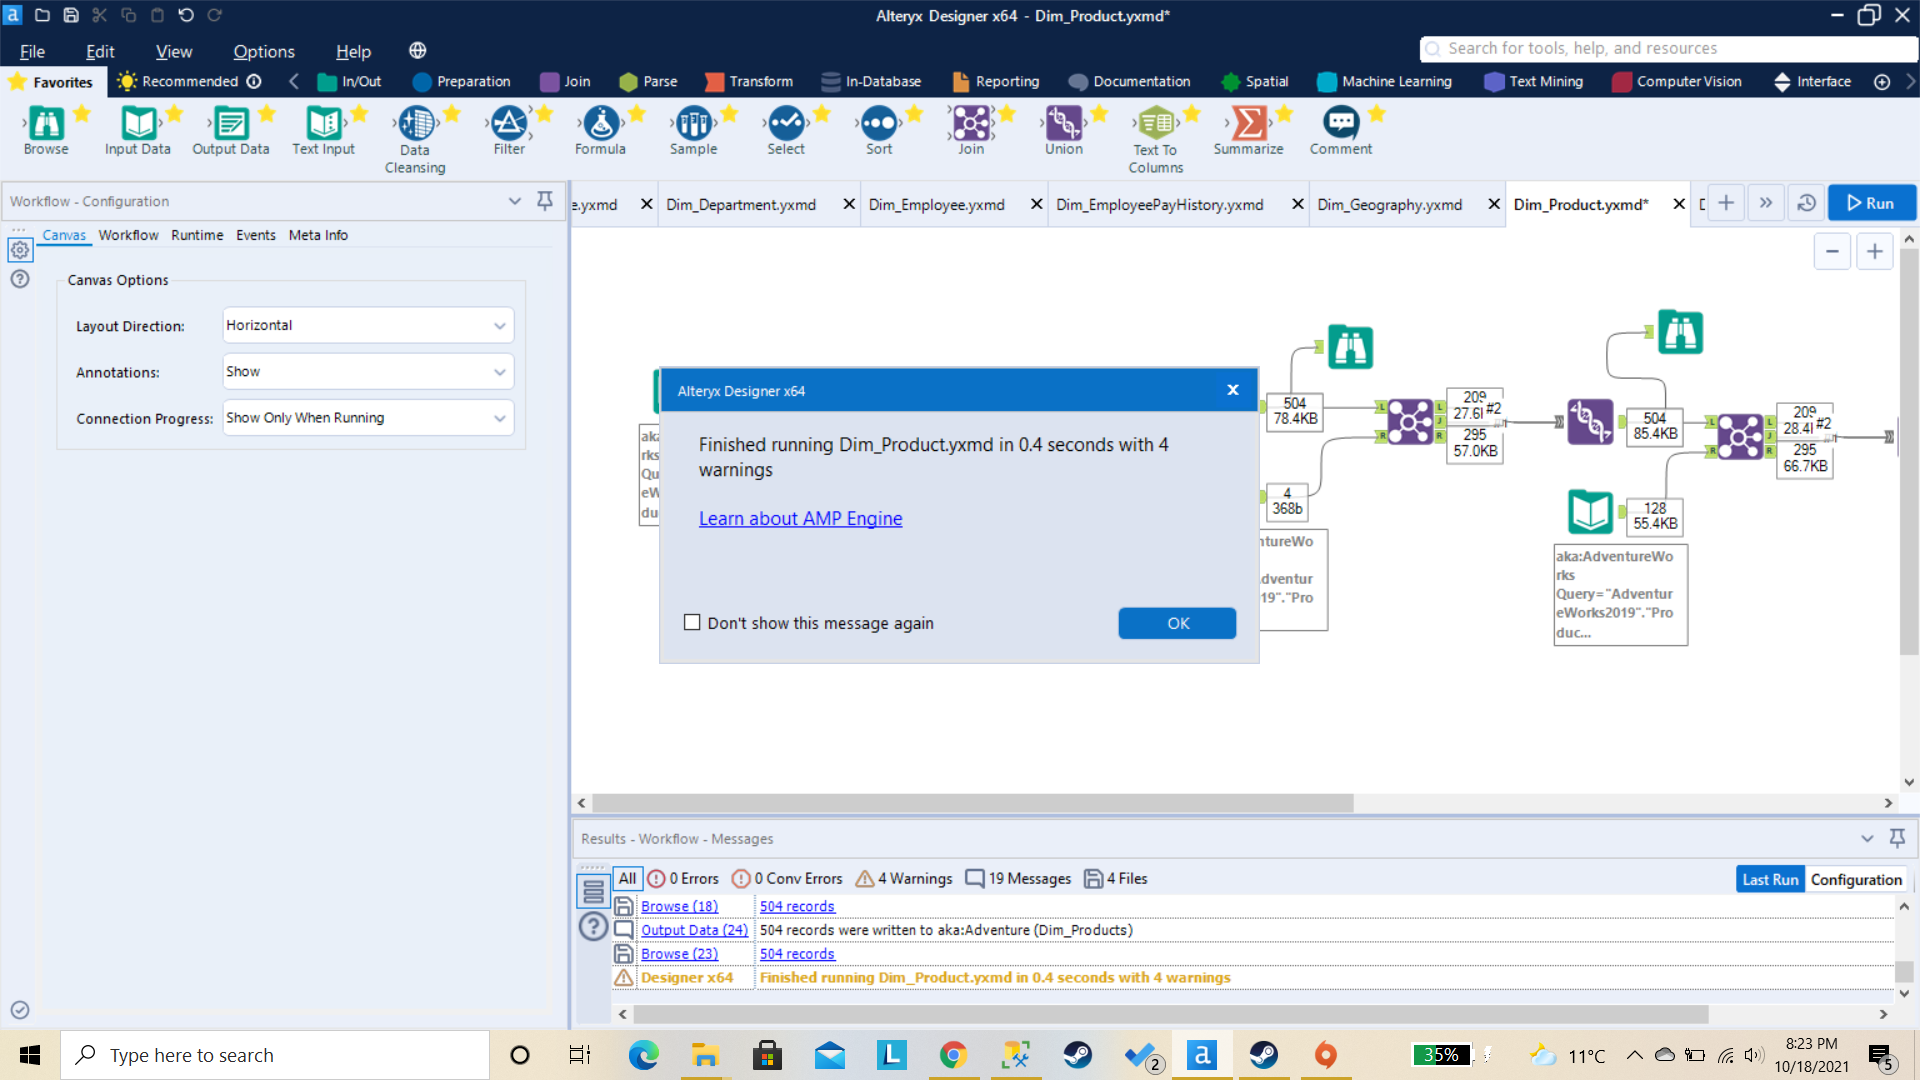 Alteryx Designer x64 - Dim_Product.yxmd*
File Edit View Options Help
Search for tools, help, and resources
Favorites Recommended In/Out Preparation Join Parse Transform In-Database Reporting Documentation Spatial Machine Learning Text Mining Computer Vision Interface
Browse Input Data Output Data Text Input Data Cleansing Filter Formula Sample Select Sort Join Union Text To Columns Summarize Comment
Workflow - Configuration
e.yxmd Dim_Department.yxmd Dim_Employee.yxmd Dim_EmployeePayHistory.yxmd Dim_Geography.yxmd Dim_Product.yxmd* Run
Canvas Workflow Runtime Events Meta Info
Canvas Options
Layout Direction: Horizontal
Annotations: Show
Connection Progress: Show Only When Running
Alteryx Designer x64
Finished running Dim_Product.yxmd in 0.4 seconds with 4
warnings
Learn about AMP Engine
Don't show this message again
OK
504
78.4KB
4
368b
209
27.6 #2
295
57.0KB
504
85.4KB
209
28.4 #2
295
66.7KB
128
55.4KB
aka:AdventureWo
rks
Query="Adventur
eWorks2019"."Pro
duc...
ntureWo
dventur
19"."Pro
aka
rks
Qu
eW
du
Results - Workflow - Messages
All 0 Errors 0 Conv Errors 4 Warnings 19 Messages 4 Files
Last Run Configuration
Browse (18) 504 records
Output Data (24) 504 records were written to aka:Adventure (Dim_Products)
Browse (23) 504 records
Designer x64 Finished running Dim_Product.yxmd in 0.4 seconds with 4 warnings
Type here to search
2
35%
11°C
8:23 PM
10/18/2021
5